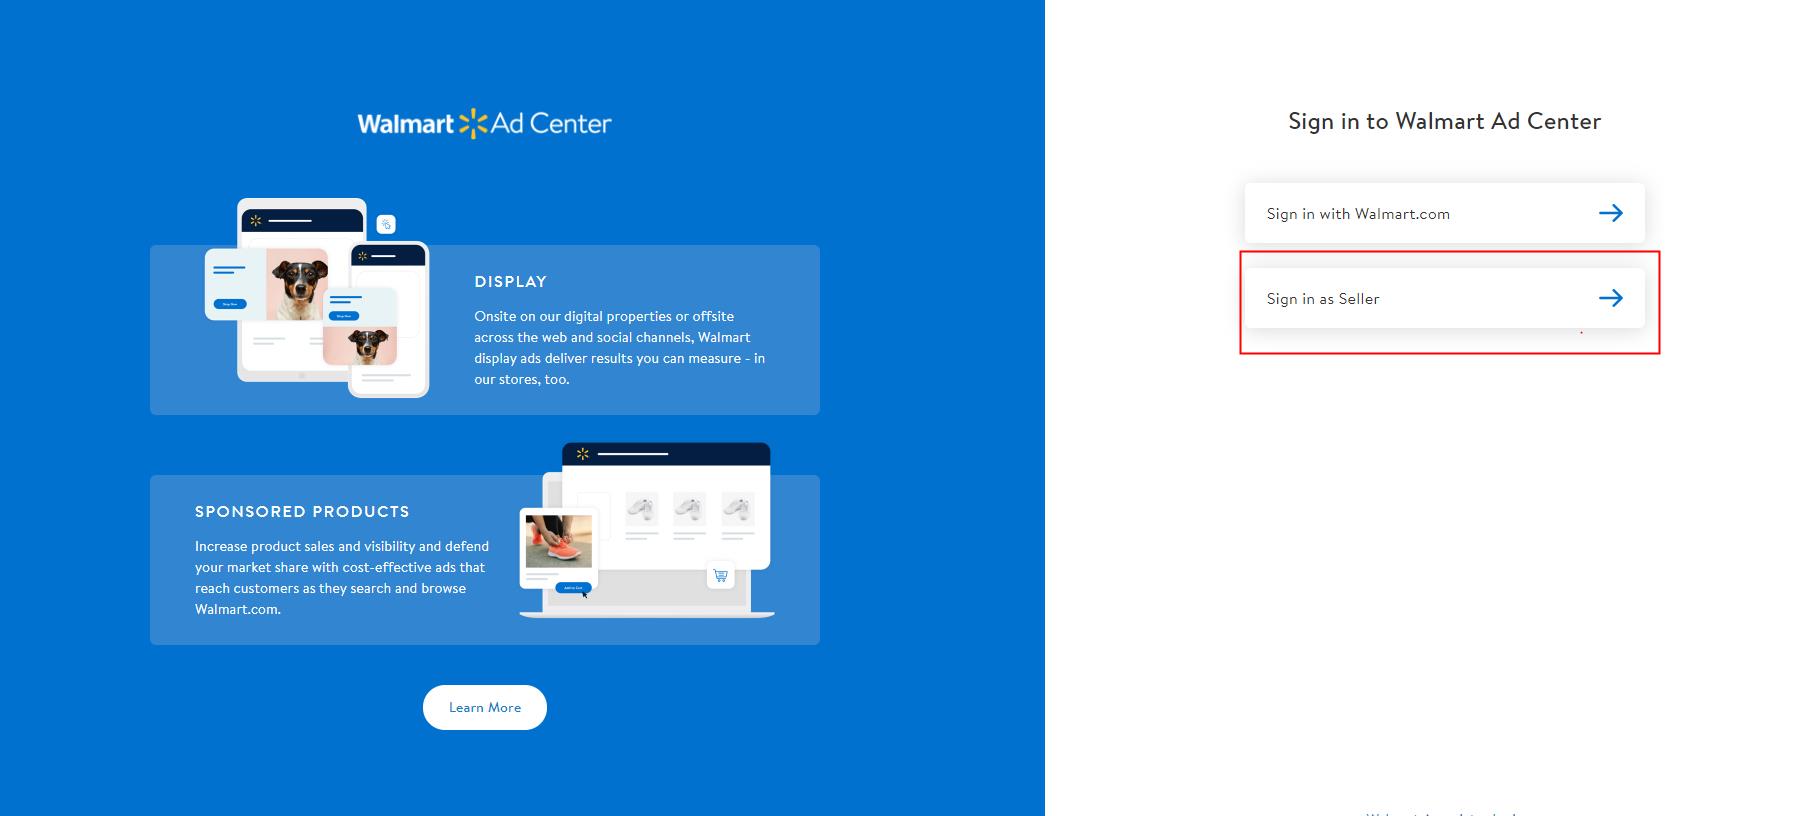 Walmart Ad Center
DISPLAY
Onsite on our digital properties or offsite
across the web and social channels, Walmart
display ads deliver results you can measure - in
our stores, too.
SPONSORED PRODUCTS
Increase product sales and visibility and defend
your market share with cost-effective ads that
reach customers as they search and browse
Walmart.com.
Learn More
Sign in to Walmart Ad Center
Sign in with Walmart.com
Sign in as Seller